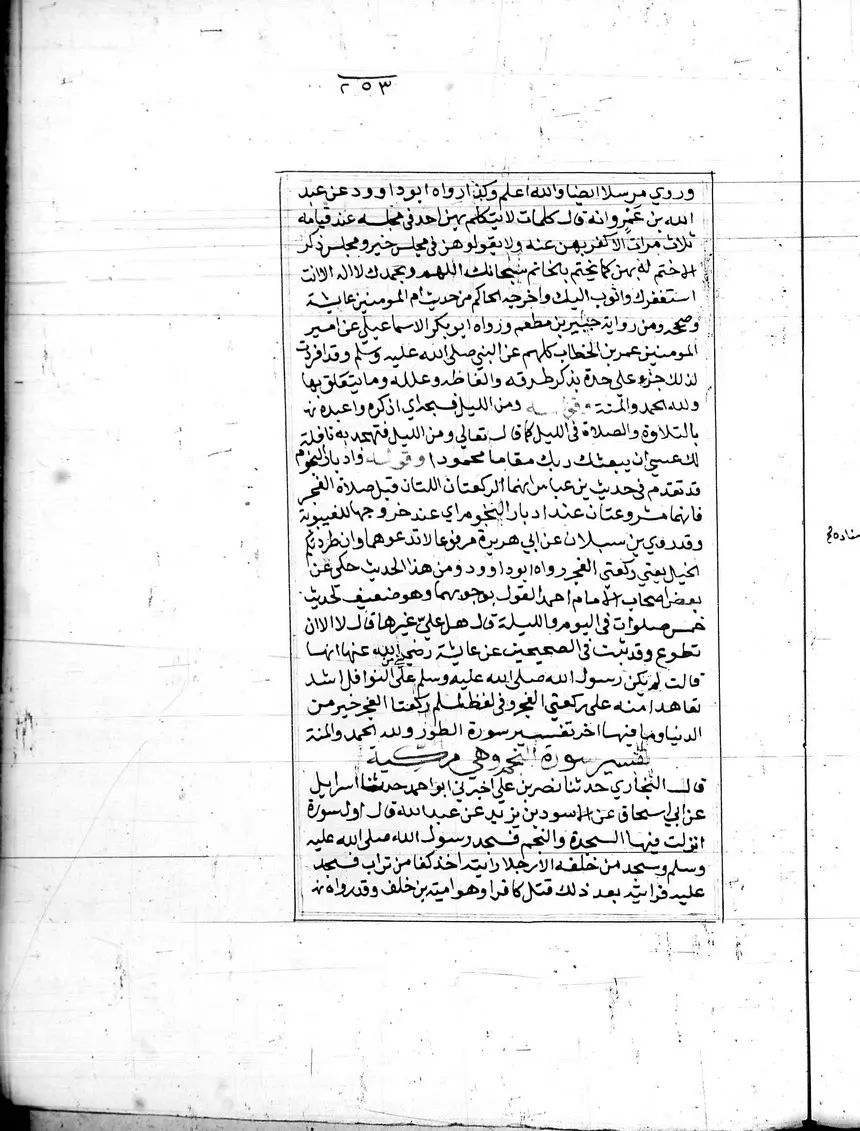 ٢٥٣
وروي مرسلا ايضا والله اعلم وكذا رواه ابو داوود عن عبد
الله بن عمرو انه قال كلمات لا يتكلم بهن احد في مجلسه عند قيامه
ثلاث مرات الا كفر بهن عنه ولا يقولوهن في مجلس خير ومجلس ذكر
الا ختم له بهن كما يختم بالخاتم سبحانك اللهم وبحمدك لا اله الا انت
استغفرك واتوب اليك واخرجه الحاكم من حديث أم المومنين عايشة
وصححه ومن رواية جبير بن مطعم ورواه ابو بكر الاسماعيلي عن امير
المومنين عمر بن الخطاب كلهم عن النبي صلى الله عليه وسلم وقد افردت
لذلك جزء على حدة بذكر طرقه والفاظه وعلله وما يتعلق بها
ولله الحمد والمنة وقوله ومن الليل فسبحه اي اذكره واعبده
بالتلاوة والصلاة في الليل كما قال تعالى ومن الليل فتهجد به نافلة
لك عسى ان يبعثك ربك مقاما محمودا وقوله وادبار النجوم
قد تقدم في حديث بن عباس انهما الركعتان اللتان قبل صلاة الفجر
فانهما مشروعتان عند ادبار النجوم اي عند خروجها للغيبوبة
وقد روي بن سيلان عن ابي هريرة مرفوعا لا تدعوهما وان طردتكم
الخيل يعني ركعتي الفجر رواه ابو داوود ومن هذا الحديث حكي عن
بعض اصحاب الامام احمد القول بوجوبهما وهو ضعيف لحديث
خمس صلوات في اليوم والليلة قال هل علي غيرها قال لا الا ان
تطوع وقد ثبت في الصحيحين عن عايشة رضي الله عنها انها
قالت لم يكن رسول الله صلى الله عليه وسلم على شيء من النوافل اشد
تعاهدا منه على ركعتي الفجر وفي لفظ لمسلم ركعتا الفجر خير من
الدنيا وما فيها اخر تفسير سورة الطور ولله الحمد والمنة
تفسير سورة النجم وهي مكية
قال البخاري حدثنا نصر بن علي اخبرني ابو احمد حدثنا اسرايل
عن ابي اسحاق عن الاسود بن يزيد عن عبد الله قال اول سورة
انزلت فيها السجدة والنجم فسجد رسول الله صلى الله عليه
وسلم وسجد من خلفه الا رجلا رايته اخذ كفا من تراب فسجد
عليه فرايته بعد ذلك قتل كافرا وهو امية بن خلف وقد رواه